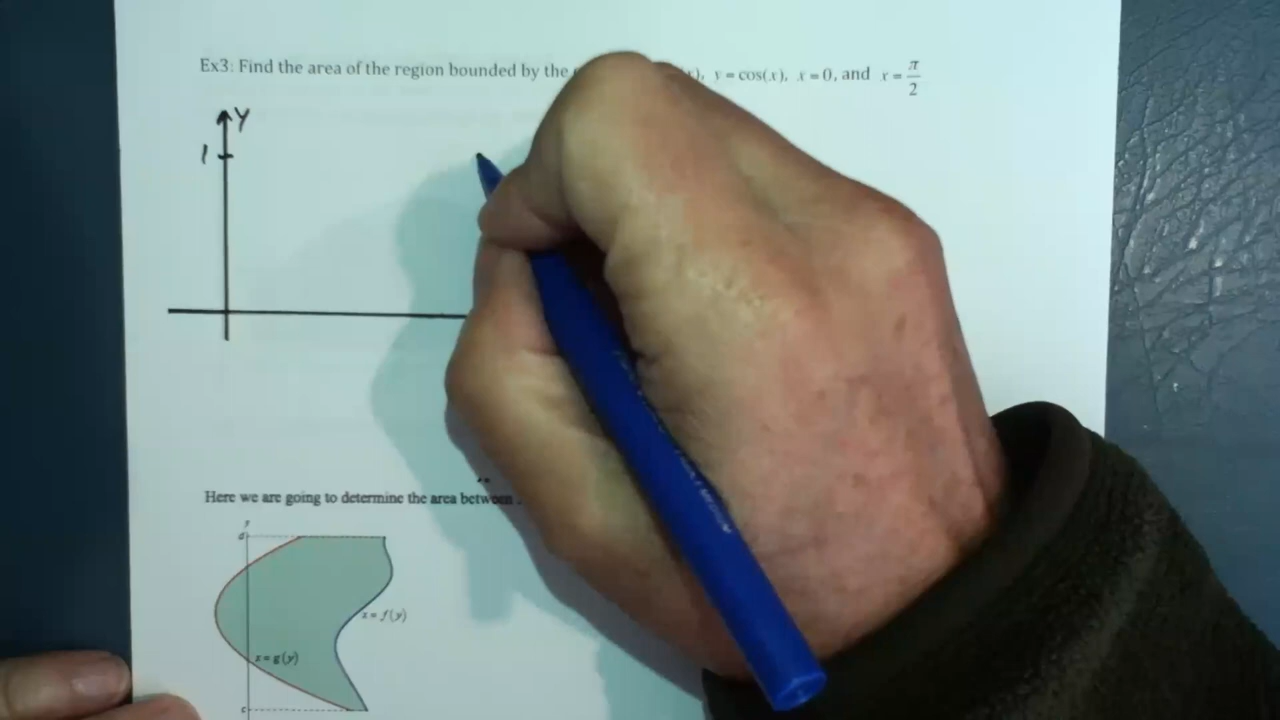 Ex3: Find the area of the region bounded by the
), y = cos(x), x = 0, and x = π/2
Y
1
Here we are going to determine the area between
y
d
x = f(y)
x = g(y)
c